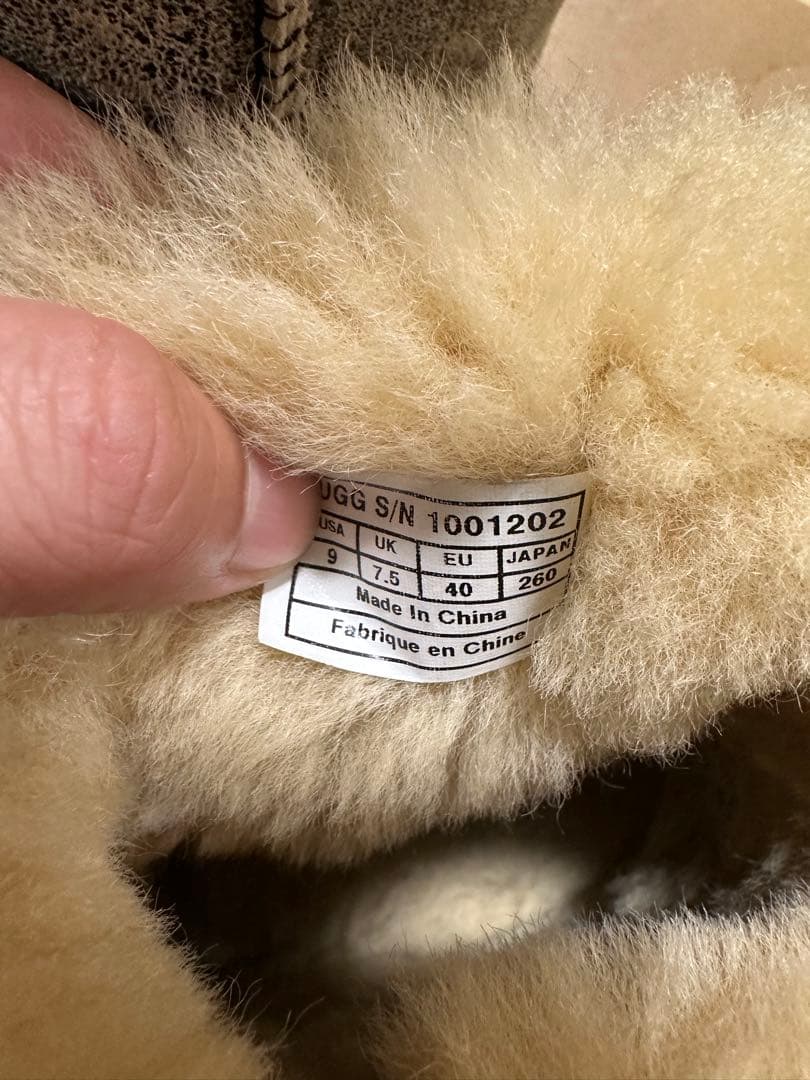 UGG S/N 1001202
USA UK EU JAPAN
9 7.5 40 260
Made In China
Fabrique en Chine